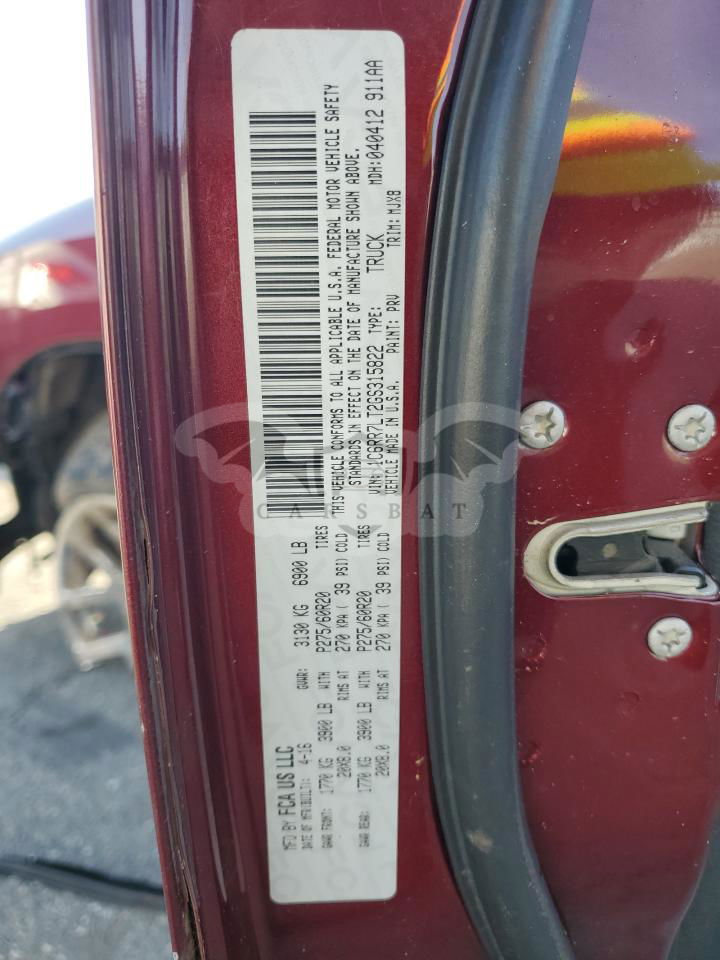 MFD BY FCA US LLC
DATE OF MFR(BUILT): 4-16 GVWR: 3130 KG 6900 LB
GAWR FRONT: 1770 KG 3900 LB WITH P275/60R20 TIRES
20X8.0 RIMS AT 270 KPA ( 39 PSI) COLD
GAWR REAR: 1770 KG 3900 LB WITH P275/60R20 TIRES
20X8.0 RIMS AT 270 KPA ( 39 PSI) COLD
THIS VEHICLE CONFORMS TO ALL APPLICABLE U.S.A. FEDERAL MOTOR VEHICLE SAFETY
STANDARDS IN EFFECT ON THE DATE OF MANUFACTURE SHOWN ABOVE.
VIN: 1C6RR7LT2GS315822 TYPE: TRUCK MDH:040412 911AA
VEHICLE MADE IN U.S.A. PAINT: PRV TRIM: MJX8
CARSBAT